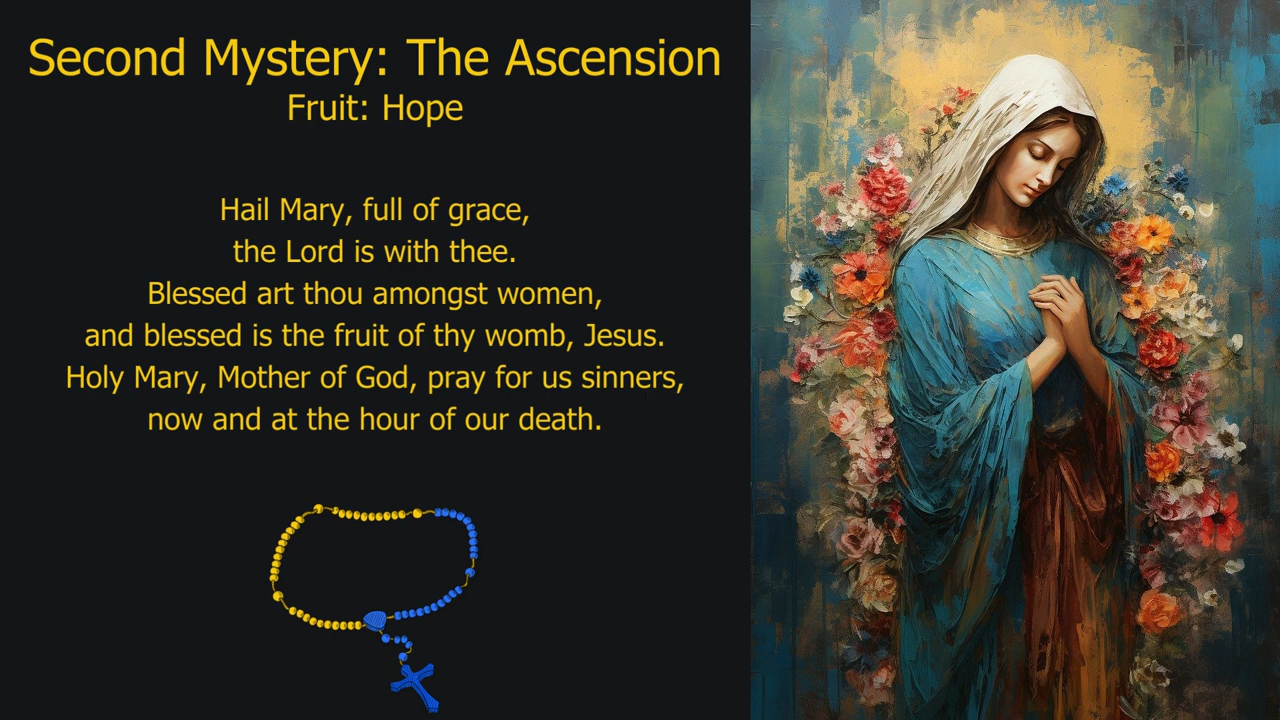 Second Mystery: The Ascension
Fruit: Hope
Hail Mary, full of grace,
the Lord is with thee.
Blessed art thou amongst women,
and blessed is the fruit of thy womb, Jesus.
Holy Mary, Mother of God, pray for us sinners,
now and at the hour of our death.